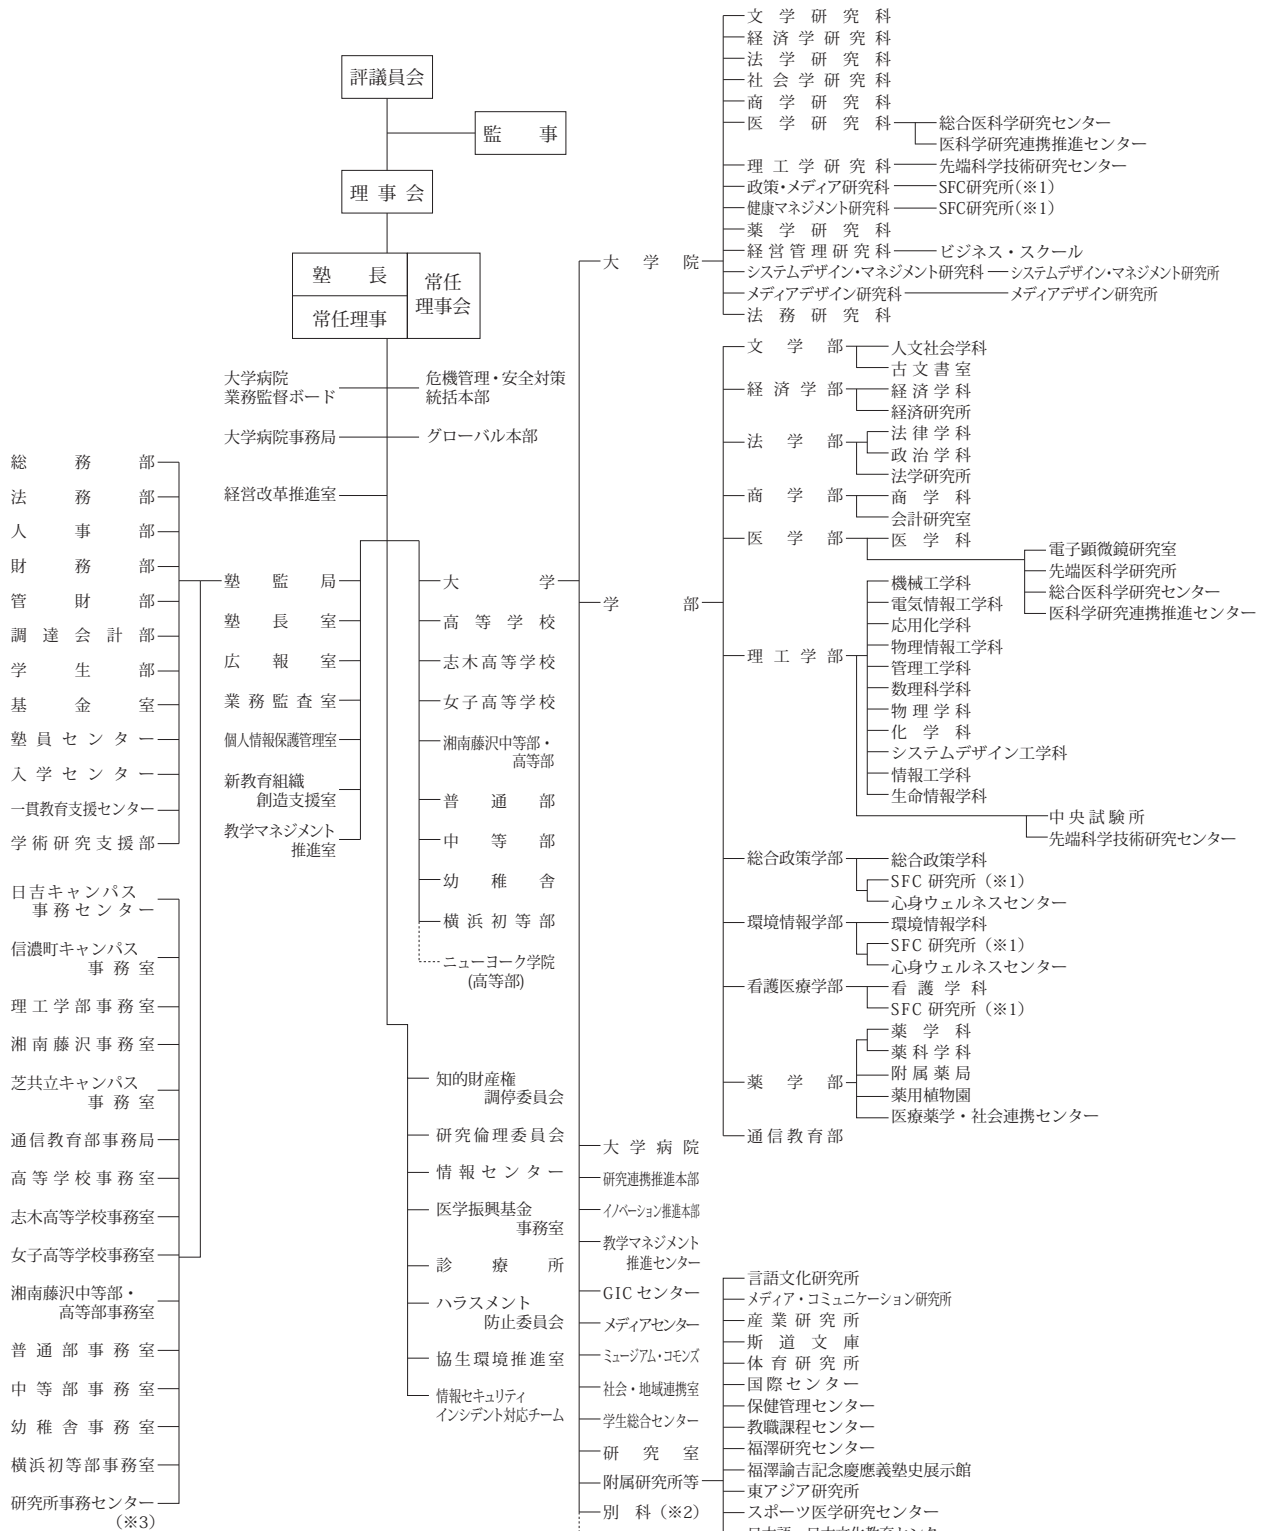 評議員会
監事
理事会
塾長
常任理事
常任
理事会
大学病院
業務監督ボード
危機管理・安全対策
統括本部
大学病院事務局
グローバル本部
経営改革推進室
総務部
法務部
人事部
財務部
管財部
調達会計部
学生部
基金室
塾員センター
入学センター
一貫教育支援センター
学術研究支援部
日吉キャンパス
事務センター
信濃町キャンパス
事務室
理工学部事務室
湘南藤沢事務室
芝共立キャンパス
事務室
通信教育部事務局
高等学校事務室
志木高等学校事務室
女子高等学校事務室
湘南藤沢中等部・
高等部事務室
普通部事務室
中等部事務室
幼稚舎事務室
横浜初等部事務室
研究所事務センター
(※3)
塾監局
塾長室
広報室
業務監査室
個人情報保護管理室
新教育組織
創造支援室
教学マネジメント
推進室
大学
高等学校
志木高等学校
女子高等学校
湘南藤沢中等部・
高等部
普通部
中等部
幼稚舎
横浜初等部
ニューヨーク学院
(高等部)
知的財産権
調停委員会
研究倫理委員会
情報センター
医学振興基金
事務室
診療所
ハラスメント
防止委員会
協生環境推進室
情報セキュリティ
インシデント対応チーム
大学院
文学研究科
経済学研究科
法学研究科
社会学研究科
商学研究科
医学研究科
総合医科学研究センター
医科学研究連携推進センター
理工学研究科
先端科学技術研究センター
政策・メディア研究科
SFC研究所(※1)
健康マネジメント研究科
SFC研究所(※1)
薬学研究科
経営管理研究科
ビジネス・スクール
システムデザイン・マネジメント研究科
システムデザイン・マネジメント研究所
メディアデザイン研究科
メディアデザイン研究所
法務研究科
学部
文学部
人文社会学科
古文書室
経済学部
経済学科
経済研究所
法学部
法律学科
政治学科
法学研究所
商学部
商学科
会計研究室
医学部
医学科
電子顕微鏡研究室
先端医科学研究所
総合医科学研究センター
医科学研究連携推進センター
理工学部
機械工学科
電気情報工学科
応用化学科
物理情報工学科
管理工学科
数理科学科
物理学科
化学科
システムデザイン工学科
情報工学科
生命情報学科
中央試験所
先端科学技術研究センター
総合政策学部
総合政策学科
SFC 研究所（※1）
心身ウェルネスセンター
環境情報学部
環境情報学科
SFC 研究所（※1）
心身ウェルネスセンター
看護医療学部
看護学科
SFC 研究所（※1）
薬学部
薬学科
薬科学科
附属薬局
薬用植物園
医療薬学・社会連携センター
通信教育部
大学病院
研究連携推進本部
イノベーション推進本部
教学マネジメント
推進センター
GICセンター
メディアセンター
ミュージアム・コモンズ
社会・地域連携室
学生総合センター
研究室
附属研究所等
別科（※2）
言語文化研究所
メディア・コミュニケーション研究所
産業研究所
斯道文庫
体育研究所
国際センター
保健管理センター
教職課程センター
福澤研究センター
福澤諭吉記念慶應義塾史展示館
東アジア研究所
スポーツ医学研究センター